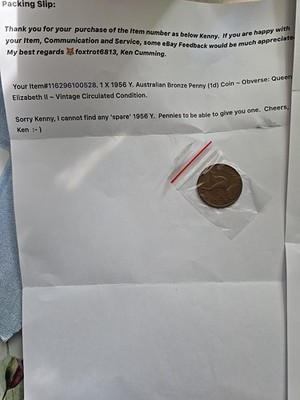 Packing Slip:
Thank you for your purchase of the Item number as below Kenny. If you are happy with
your Item, Communication and Service, some eBay Feedback would be much appreciate
My best regards 🦊foxtrot6813, Ken Cumming.
Your Item#116296100528, 1 X 1956 Y. Australian Bronze Penny (1d) Coin ~ Obverse: Queen
Elizabeth II ~ Vintage Circulated Condition.
Sorry Kenny, I cannot find any 'spare' 1956 Y. Pennies to be able to give you one. Cheers,
Ken :- )